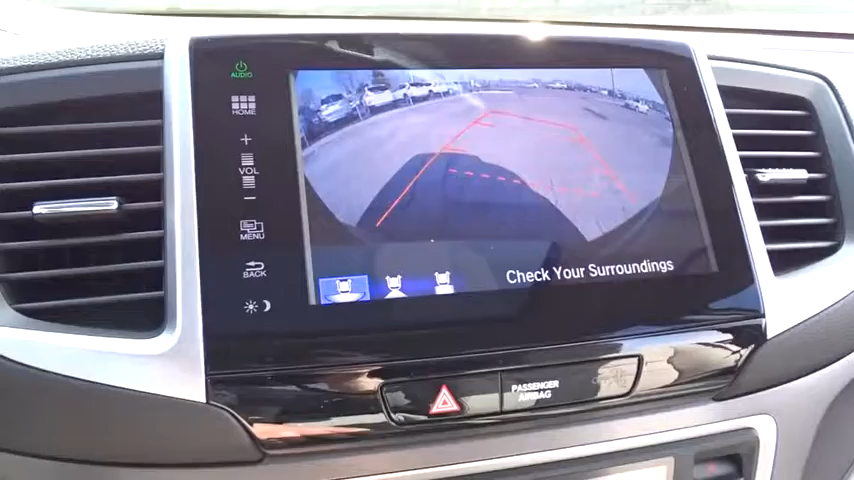 AUDIO
HOME
+
VOL
-
MENU
BACK
Check Your Surroundings
PASSENGER
AIRBAG